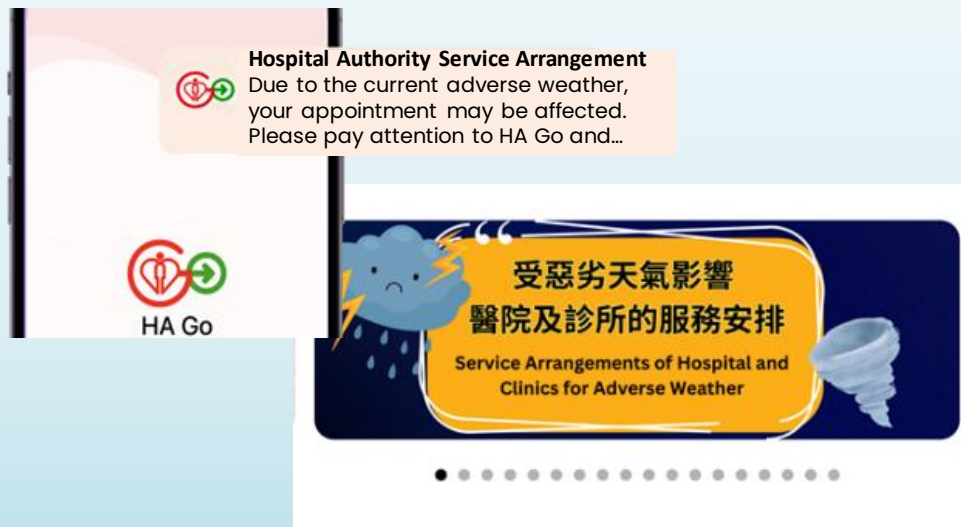 Hospital Authority Service Arrangement
Due to the current adverse weather,
your appointment may be affected.
Please pay attention to HA Go and…
HA Go
受惡劣天氣影響
醫院及診所的服務安排
Service Arrangements of Hospital and
Clinics for Adverse Weather